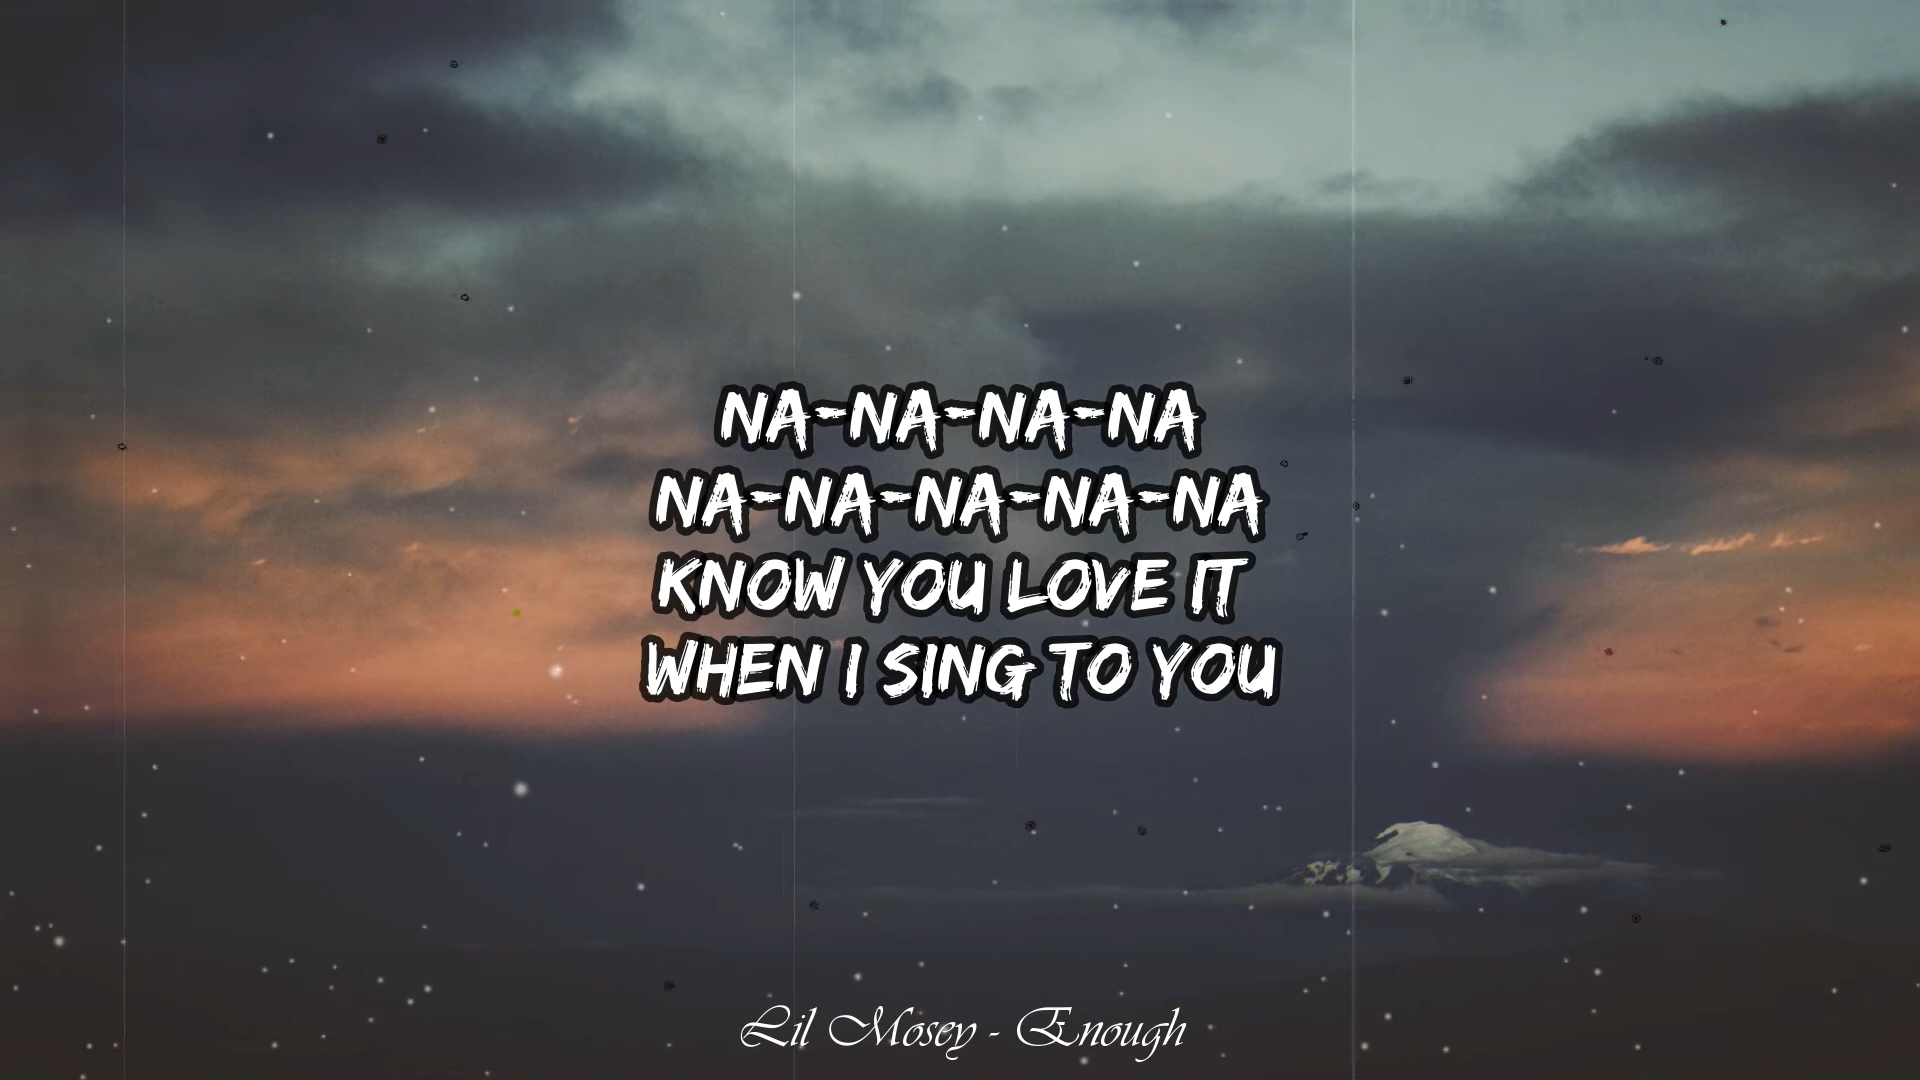 NA-NA-NA-NA
NA-NA-NA-NA-NA
KNOW YOU LOVE IT
WHEN I SING TO YOU
Lil Mosey - Enough